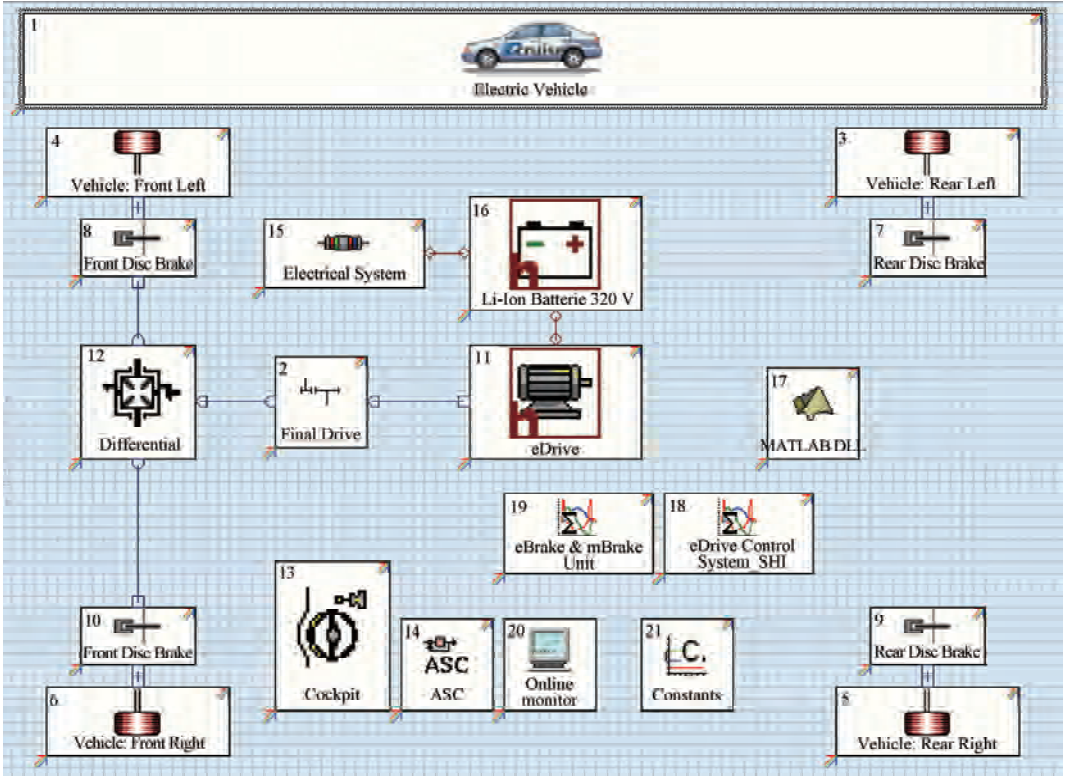 1
Cruise
Electric Vehicle
4
Vehicle: Front Left
3
Vehicle: Rear Left
8
Front Disc Brake
15
Electrical System
16
Li-Ion Batterie 320 V
7
Rear Disc Brake
12
Differential
2
Final Drive
11
eDrive
17
MATLAB DLL
19
eBrake & mBrake
Unit
18
eDrive Control
System_SHI
13
Cockpit
14
ASC
ASC
20
Online
monitor
21
C.
Constants
10
Front Disc Brake
9
Rear Disc Brake
6
Vehicle: Front Right
5
Vehicle: Rear Right